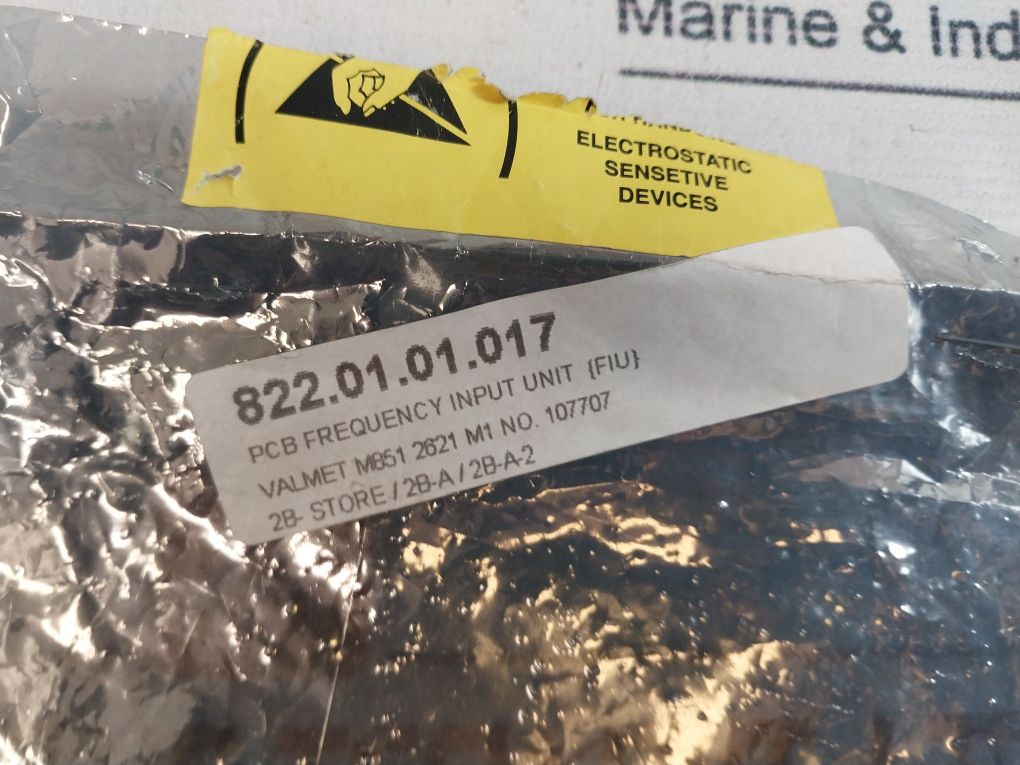 Marine & Ind
ELECTROSTATIC
SENSETIVE
DEVICES
822.01.01.017
PCB FREQUENCY INPUT UNIT {FIU}
VALMET M851 2621 M1 NO. 107707
2B- STORE / 2B-A / 2B-A-2